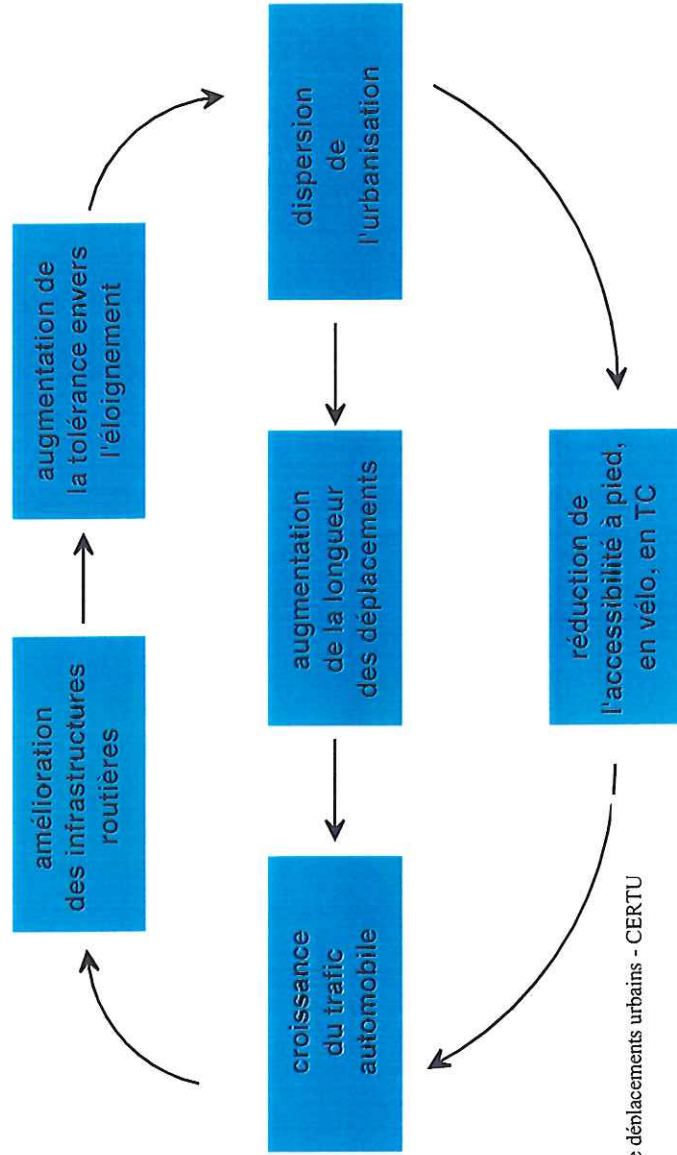 amélioration
des infrastructures
routières
augmentation de
la tolérance envers
l'éloignement
croissance
du trafic
automobile
augmentation
de la longueur
des déplacements
dispersion
de
l'urbanisation
réduction de
l'accessibilité à pied,
en vélo, en TC
déplacements urbains - CERTU